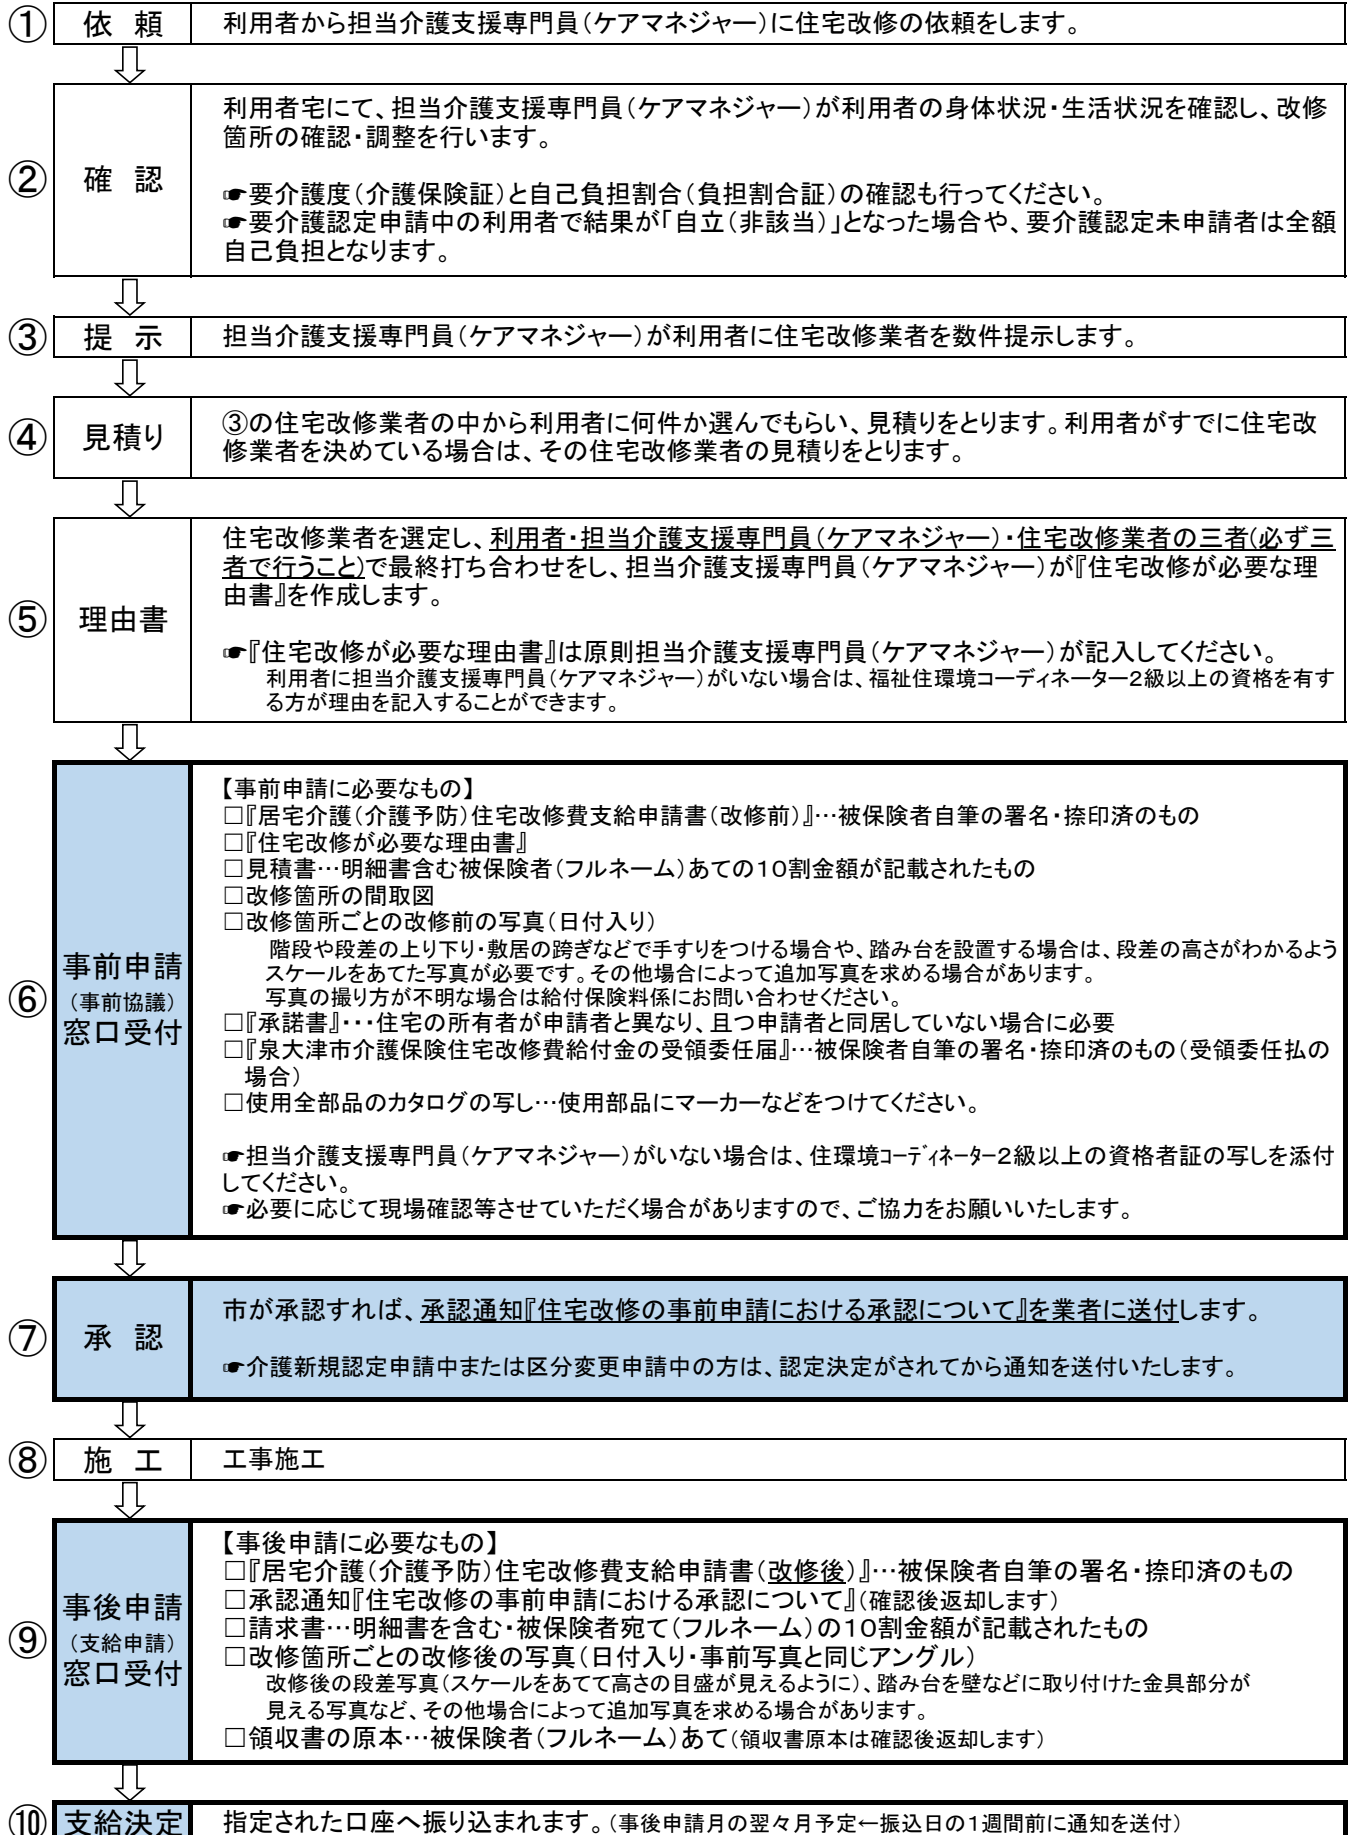 ① 依 頼 利用者から担当介護支援専門員(ケアマネジャー)に住宅改修の依頼をします。
② 確 認 利用者宅にて、担当介護支援専門員(ケアマネジャー)が利用者の身体状況・生活状況を確認し、改修
箇所の確認・調整を行います。
☛要介護度(介護保険証)と自己負担割合(負担割合証)の確認も行ってください。
☛要介護認定申請中の利用者で結果が「自立(非該当)」となった場合や、要介護認定未申請者は全額
自己負担となります。
③ 提 示 担当介護支援専門員(ケアマネジャー)が利用者に住宅改修業者を数件提示します。
④ 見積り ③の住宅改修業者の中から利用者に何件か選んでもらい、見積りをとります。利用者がすでに住宅改
修業者を決めている場合は、その住宅改修業者の見積りをとります。
⑤ 理由書 住宅改修業者を選定し、利用者・担当介護支援専門員(ケアマネジャー)・住宅改修業者の三者(必ず三
者で行うこと)で最終打ち合わせをし、担当介護支援専門員(ケアマネジャー)が『住宅改修が必要な理
由書』を作成します。
☛『住宅改修が必要な理由書』は原則担当介護支援専門員(ケアマネジャー)が記入してください。
利用者に担当介護支援専門員(ケアマネジャー)がいない場合は、福祉住環境コーディネーター2級以上の資格を有す
る方が理由を記入することができます。
⑥ 事前申請
(事前協議)
窓口受付
【事前申請に必要なもの】
□『居宅介護(介護予防)住宅改修費支給申請書(改修前)』…被保険者自筆の署名・捺印済のもの
□『住宅改修が必要な理由書』
□見積書…明細書含む被保険者(フルネーム)あての10割金額が記載されたもの
□改修箇所の間取図
□改修箇所ごとの改修前の写真(日付入り)
階段や段差の上り下り・敷居の跨ぎなどで手すりをつける場合や、踏み台を設置する場合は、段差の高さがわかるよう
スケールをあてた写真が必要です。その他場合によって追加写真を求める場合があります。
写真の撮り方が不明な場合は給付保険料係にお問い合わせください。
□『承諾書』・・・住宅の所有者が申請者と異なり、且つ申請者と同居していない場合に必要
□『泉大津市介護保険住宅改修費給付金の受領委任届』…被保険者自筆の署名・捺印済のもの(受領委任払の
場合)
□使用全部品のカタログの写し…使用部品にマーカーなどをつけてください。
☛担当介護支援専門員(ケアマネジャー)がいない場合は、住環境ｺｰﾃﾞｨﾈｰﾀｰ2級以上の資格者証の写しを添付
してください。
☛必要に応じて現場確認等させていただく場合がありますので、ご協力をお願いいたします。
⑦ 承 認 市が承認すれば、承認通知『住宅改修の事前申請における承認について』を業者に送付します。
☛介護新規認定申請中または区分変更申請中の方は、認定決定がされてから通知を送付いたします。
⑧ 施 工 工事施工
⑨ 事後申請
(支給申請)
窓口受付
【事後申請に必要なもの】
□『居宅介護(介護予防)住宅改修費支給申請書(改修後)』…被保険者自筆の署名・捺印済のもの
□承認通知『住宅改修の事前申請における承認について』(確認後返却します)
□請求書…明細書を含む・被保険者宛て(フルネーム)の10割金額が記載されたもの
□改修箇所ごとの改修後の写真(日付入り・事前写真と同じアングル)
改修後の段差写真(スケールをあてて高さの目盛が見えるように)、踏み台を壁などに取り付けた金具部分が
見える写真など、その他場合によって追加写真を求める場合があります。
□領収書の原本…被保険者(フルネーム)あて(領収書原本は確認後返却します)
⑩ 支給決定 指定された口座へ振り込まれます。(事後申請月の翌々月予定←振込日の1週間前に通知を送付)